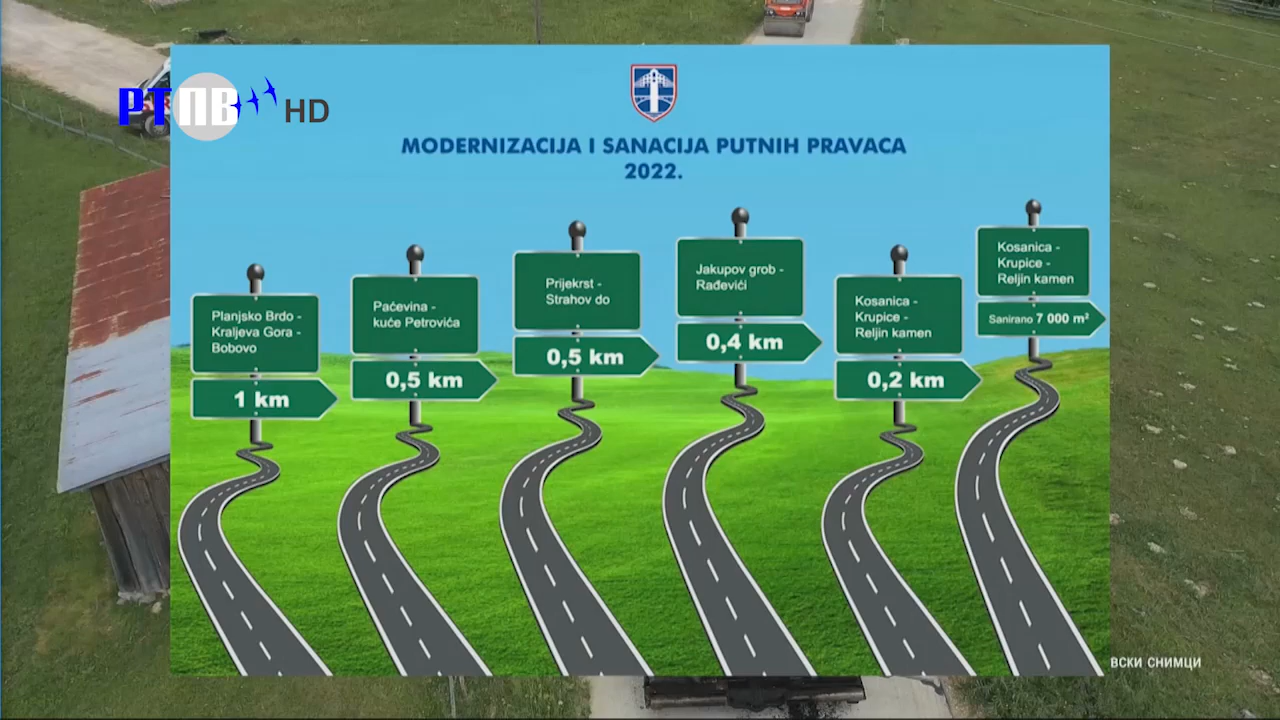 РТПВ HD
MODERNIZACIJA I SANACIJA PUTNIH PRAVACA
2022.
Planjsko Brdo -
Kraljeva Gora -
Bobovo
1 km
Paćevina -
kuće Petrovića
0,5 km
Prijekrst -
Strahov do
0,5 km
Jakupov grob -
Rađevići
0,4 km
Kosanica -
Krupice -
Reljin kamen
0,2 km
Kosanica -
Krupice -
Reljin kamen
Sanirano 7 000 m²
ВСКИ СНИМЦИ